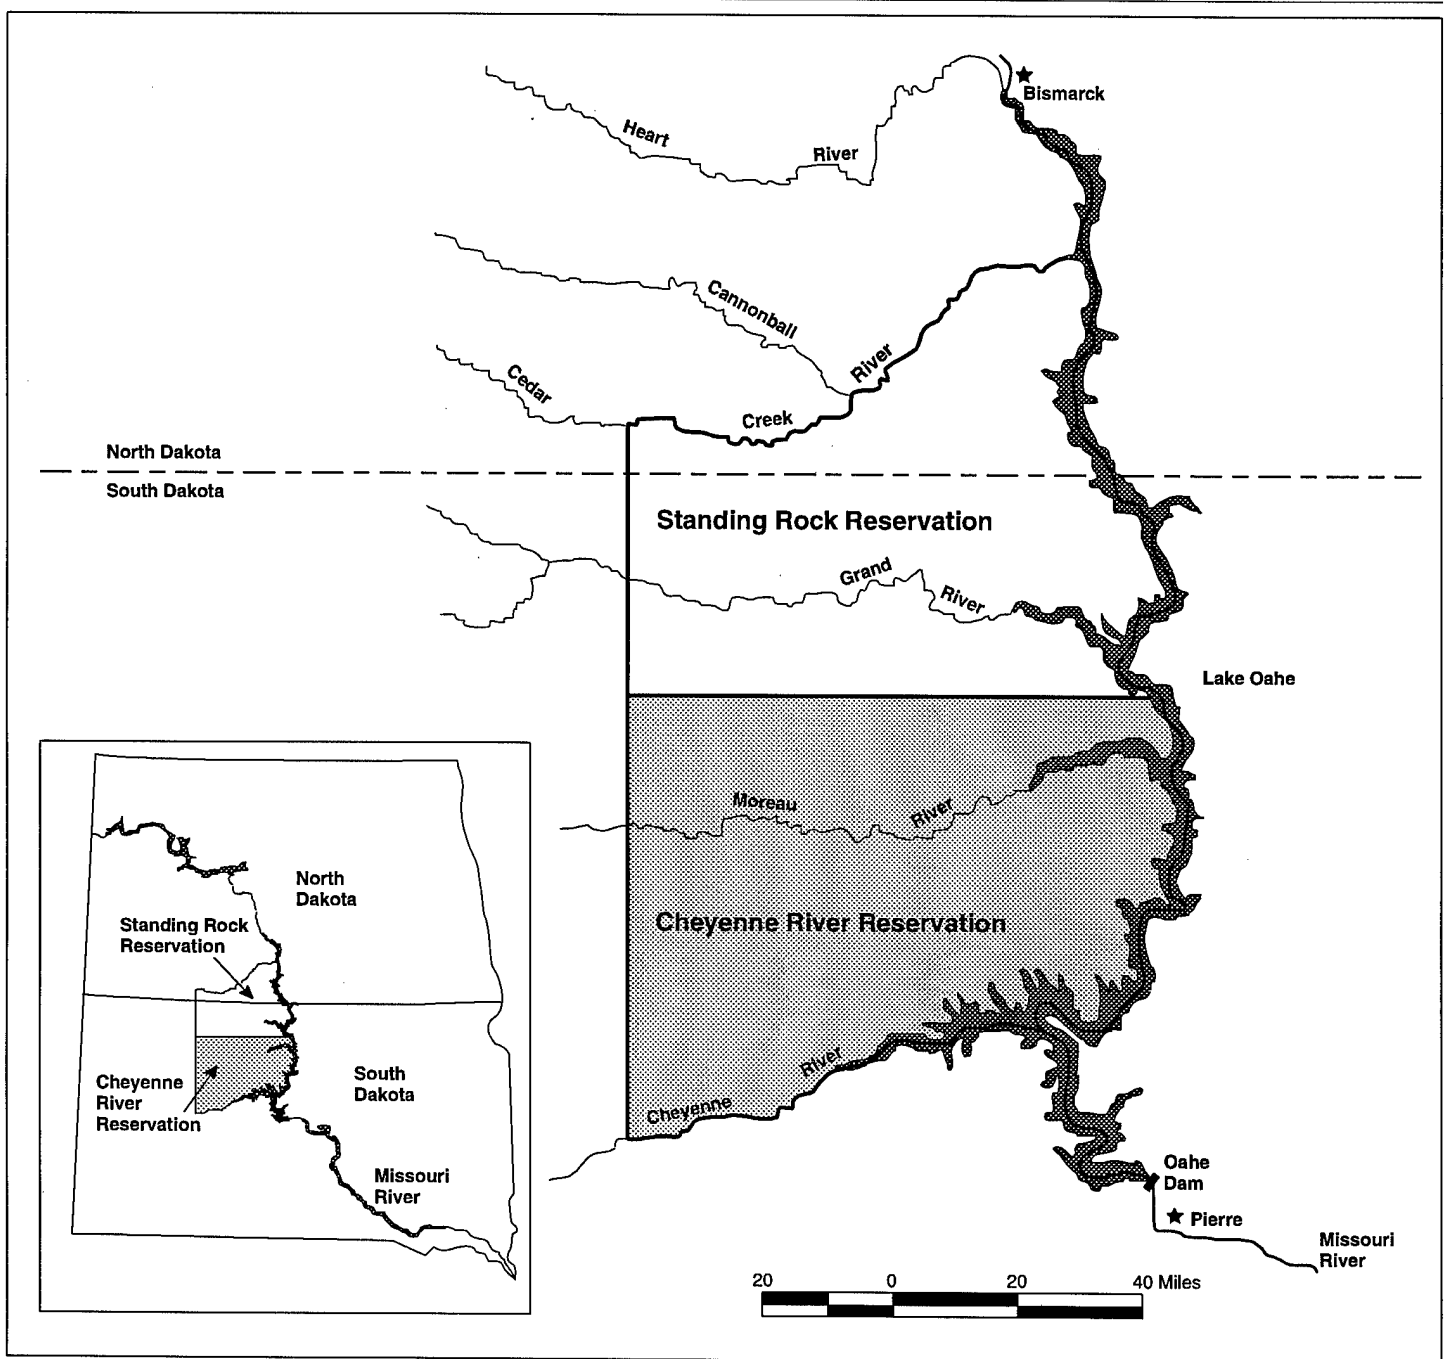 Bismarck
Heart River
Cannonball River
Cedar Creek
North Dakota
South Dakota
Standing Rock Reservation
Grand River
Lake Oahe
Moreau River
Cheyenne River Reservation
Cheyenne River
Oahe
Dam
Pierre
Missouri
River
20 0 20 40 Miles
North
Dakota
Standing Rock
Reservation
Cheyenne
River
Reservation
South
Dakota
Missouri
River